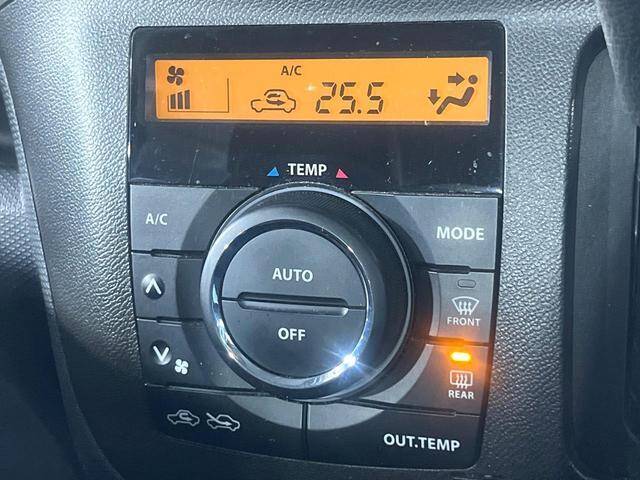 A/C
25.5
TEMP
A/C
MODE
AUTO
OFF
FRONT
REAR
OUT.TEMP